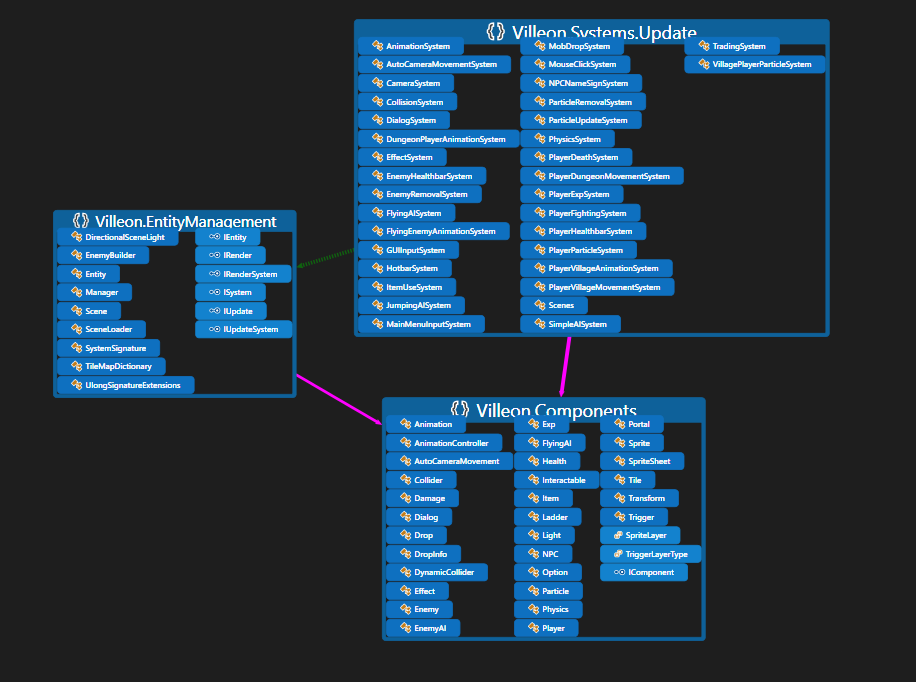 Villeon.Systems.Update
AnimationSystem
AutoCameraMovementSystem
CameraSystem
CollisionSystem
DialogSystem
DungeonPlayerAnimationSystem
EffectSystem
EnemyHealthbarSystem
EnemyRemovalSystem
FlyingAISystem
FlyingEnemyAnimationSystem
GUIInputSystem
HotbarSystem
ItemUseSystem
JumpingAISystem
MainMenuInputSystem
MobDropSystem
MouseClickSystem
NPCNameSignSystem
ParticleRemovalSystem
ParticleUpdateSystem
PhysicsSystem
PlayerDeathSystem
PlayerDungeonMovementSystem
PlayerExpSystem
PlayerFightingSystem
PlayerHealthbarSystem
PlayerParticleSystem
PlayerVillageAnimationSystem
PlayerVillageMovementSystem
Scenes
SimpleAISystem
TradingSystem
VillagePlayerParticleSystem
Villeon.EntityManagement
DirectionalSceneLight
EnemyBuilder
Entity
Manager
Scene
SceneLoader
SystemSignature
TileMapDictionary
UlongSignatureExtensions
IEntity
IRender
IRenderSystem
ISystem
IUpdate
IUpdateSystem
Villeon.Components
Animation
AnimationController
AutoCameraMovement
Collider
Damage
Dialog
Drop
DropInfo
DynamicCollider
Effect
Enemy
EnemyAI
Exp
FlyingAI
Health
Interactable
Item
Ladder
Light
NPC
Option
Particle
Physics
Player
Portal
Sprite
SpriteSheet
Tile
Transform
Trigger
SpriteLayer
TriggerLayerType
IComponent